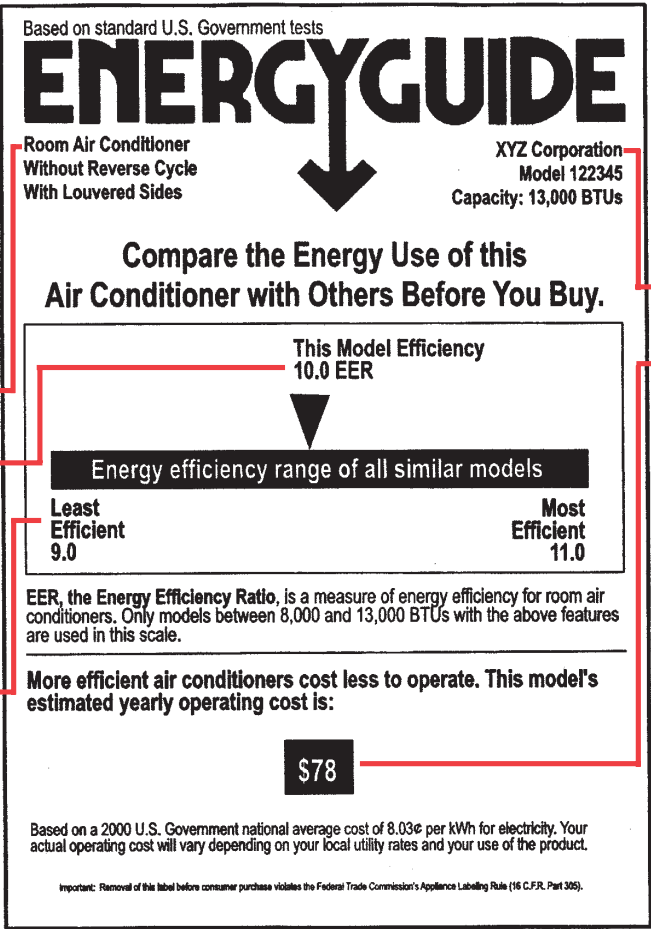 Based on standard U.S. Government tests
ENERGYGUIDE
Room Air Conditioner
Without Reverse Cycle
With Louvered Sides
XYZ Corporation
Model 122345
Capacity: 13,000 BTUs
Compare the Energy Use of this
Air Conditioner with Others Before You Buy.
This Model Efficiency
10.0 EER
Energy efficiency range of all similar models
Least
Efficient
9.0
Most
Efficient
11.0
EER, the Energy Efficiency Ratio, is a measure of energy efficiency for room air
conditioners. Only models between 8,000 and 13,000 BTUs with the above features
are used in this scale.
More efficient air conditioners cost less to operate. This model's
estimated yearly operating cost is:
$78
Based on a 2000 U.S. Government national average cost of 8.03¢ per kWh for electricity. Your
actual operating cost will vary depending on your local utility rates and your use of the product.
Important: Removal of this label before consumer purchase violates the Federal Trade Commission's Appliance Labeling Rule (16 C.F.R. Part 305).